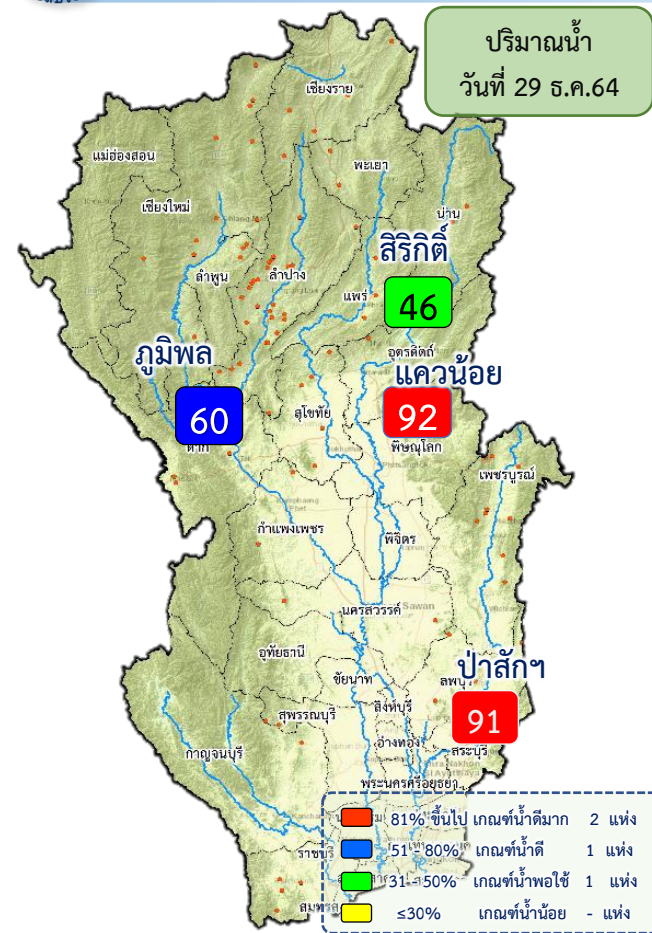 ปริมาณน้ำ
วันที่ 29 ธ.ค.64
เชียงราย
แม่ฮ่องสอน
พะเยา
เชียงใหม่
น่าน
สิริกิติ์
ลำพูน
ลำปาง
แพร่
46
ภูมิพล
อุตรดิตถ์
แควน้อย
60
สุโขทัย
92
ตาก
พิษณุโลก
เพชรบูรณ์
กำแพงเพชร
พิจิตร
นครสวรรค์
Sawan
อุทัยธานี
ป่าสักฯ
ชัยนาท
ลพบุรี
สุพรรณบุรี
สิงห์บุรี
91
อ่างทอง
กาญจนบุรี
สระบุรี
พระนครศรีอยุธยา
81% ขึ้นไป เกณฑ์น้ำดีมาก 2 แห่ง
51 - 80% เกณฑ์น้ำดี 1 แห่ง
ราชบุรี
31 - 50% เกณฑ์น้ำพอใช้ 1 แห่ง
≤30% เกณฑ์น้ำน้อย - แห่ง